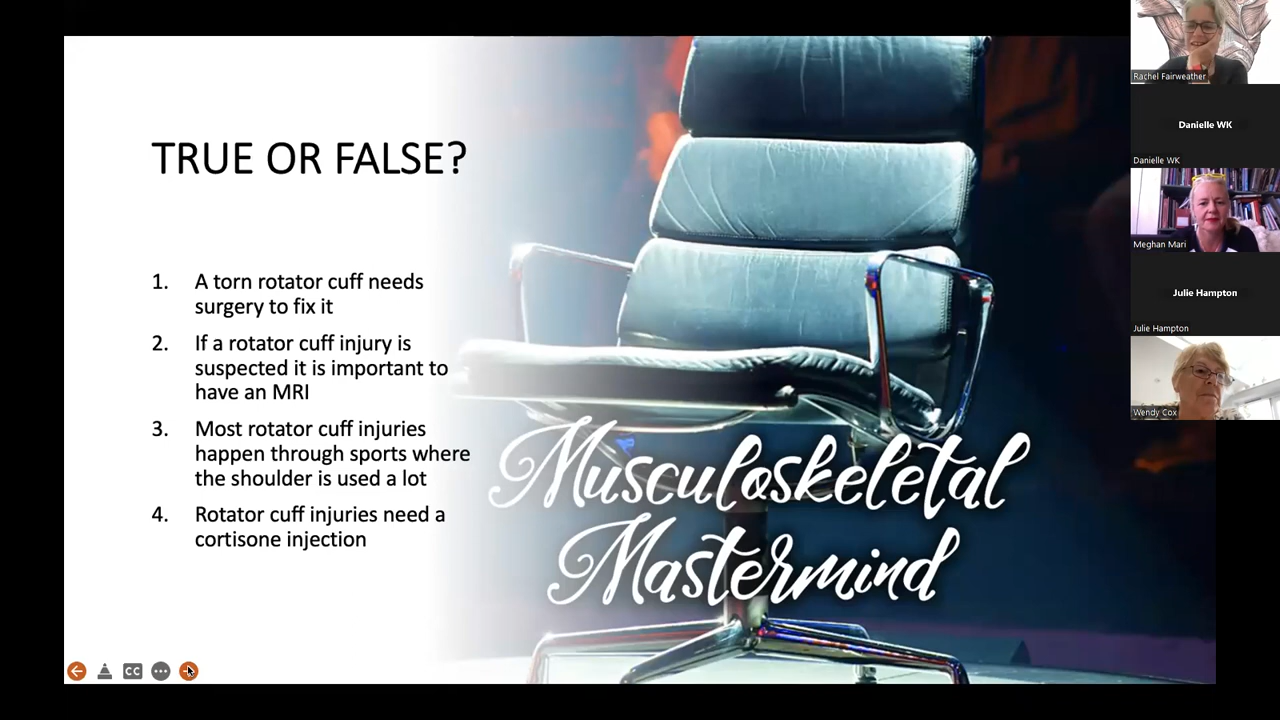 TRUE OR FALSE?
1. A torn rotator cuff needs
surgery to fix it
2. If a rotator cuff injury is
suspected it is important to
have an MRI
3. Most rotator cuff injuries
happen through sports where
the shoulder is used a lot
4. Rotator cuff injuries need a
cortisone injection
Musculoskeletal
Mastermind
CC
Rachel Fairweather
Danielle WK
Danielle WK
Meghan Mari
Julie Hampton
Julie Hampton
Wendy Cox